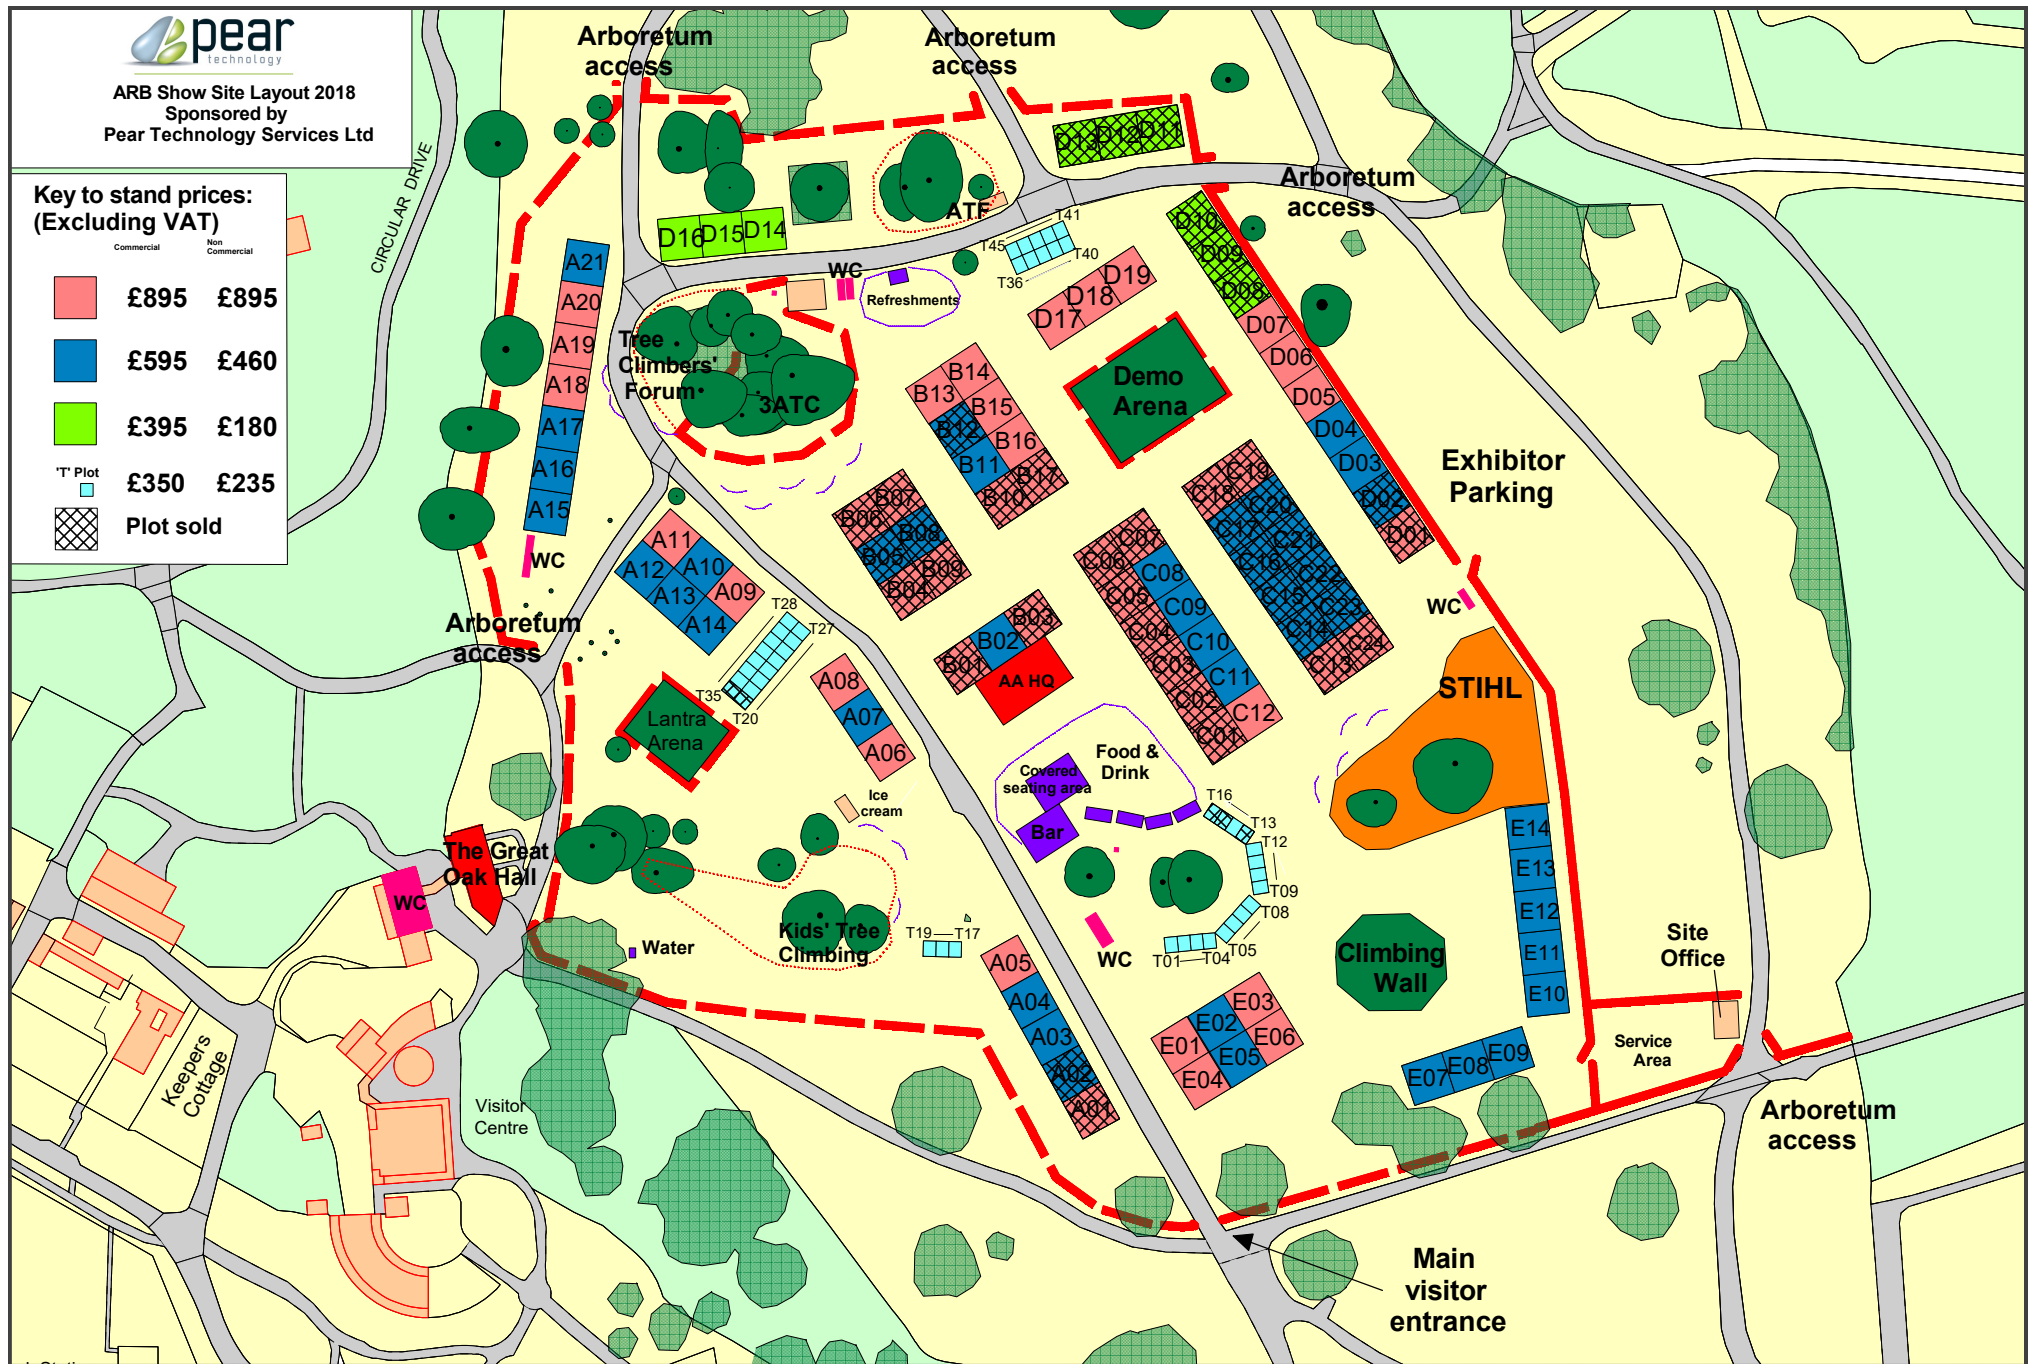 pear
technology
ARB Show Site Layout 2018
Sponsored by
Pear Technology Services Ltd
Key to stand prices:
(Excluding VAT)
Commercial
Non
Commercial
£895 £895
£595 £460
£395 £180
'T' Plot
£350 £235
Plot sold
CIRCULAR DRIVE
Arboretum
access
Arboretum
access
Arboretum
access
D13
D12
D11
D16
D15
D14
ATF
T41
T45
T40
T36
WC
Refreshments
D10
D09
D08
D07
D06
D05
D04
D03
D02
D01
D19
D18
D17
Demo
Arena
Exhibitor
Parking
A21
A20
A19
A18
A17
A16
A15
WC
Tree
Climbers'
Forum
3ATC
B14
B13
B15
B12
B16
B11
B17
B10
B07
B06
B08
B05
B09
B04
C19
C18
C20
C17
C21
C16
C22
C15
C23
C14
C24
C13
C07
C06
C08
C05
C09
C04
C10
C03
C11
C02
C12
C01
WC
STIHL
A11
A12
A10
A13
A09
A14
T28
T27
T35
T20
Arboretum
access
Lantra
Arena
A08
A07
A06
B03
B02
B01
AA HQ
Food &
Drink
Covered
seating area
Bar
Ice
cream
T16
T13
T12
T09
T08
T05
T04
T01
WC
The Great
Oak Hall
WC
Water
Kids' Tree
Climbing
T19
T17
A05
A04
A03
A02
A01
E03
E02
E06
E01
E05
E04
Climbing
Wall
E14
E13
E12
E11
E10
E09
E08
E07
Site
Office
Service
Area
Arboretum
access
Keepers
Cottage
Visitor
Centre
Main
visitor
entrance